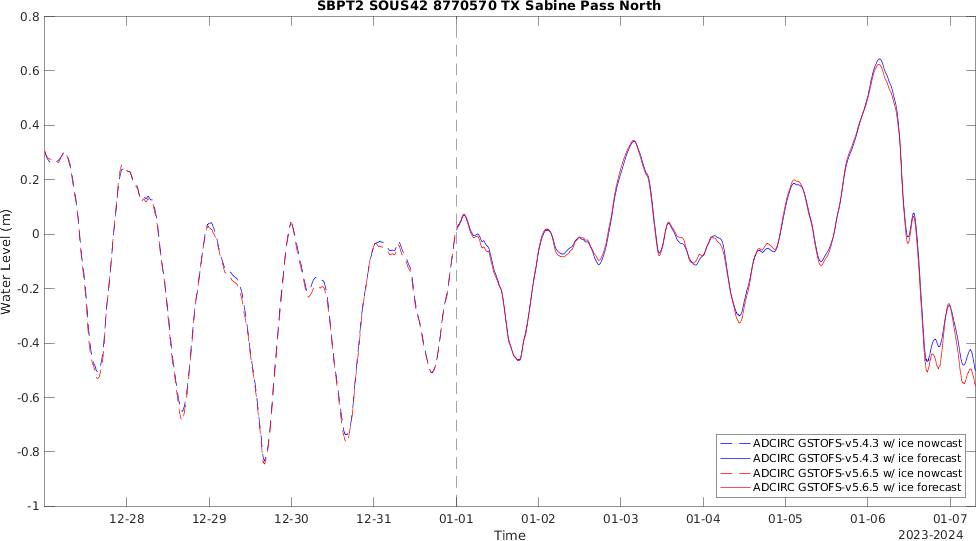 SBPT2 SOUS42 8770570 TX Sabine Pass North
0.8
0.6
0.4
0.2
0
-0.2
-0.4
-0.6
-0.8
-1
Water Level (m)
ADCIRC GSTOFS-v5.4.3 w/ ice nowcast
ADCIRC GSTOFS-v5.4.3 w/ ice forecast
ADCIRC GSTOFS-v5.6.5 w/ ice nowcast
ADCIRC GSTOFS-v5.6.5 w/ ice forecast
12-28 12-29 12-30 12-31 01-01 01-02 01-03 01-04 01-05 01-06 01-07
Time
2023-2024